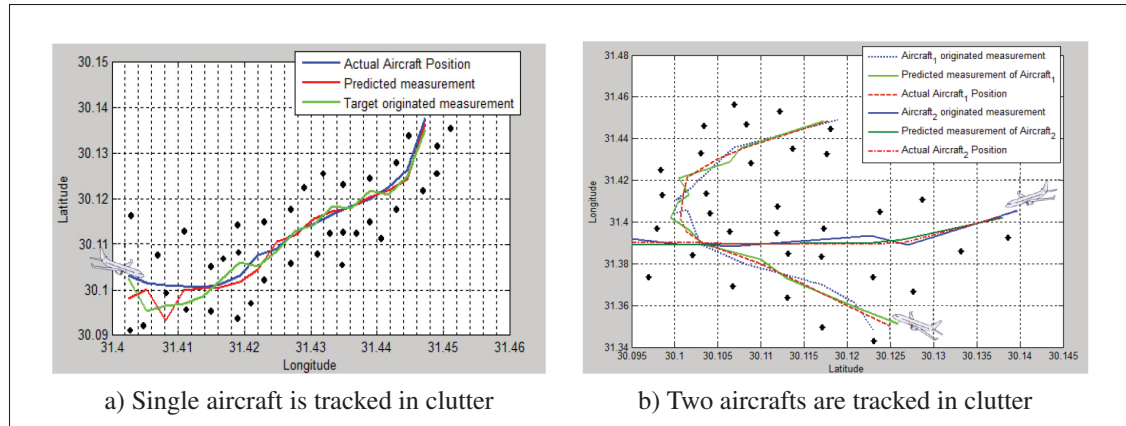 30.15
30.14
30.13
30.12
30.11
30.1
30.09
Latitude
31.4 31.41 31.42 31.43 31.44 31.45 31.46
Longitude
Actual Aircraft Position
Predicted measurement
Target originated measurement
a) Single aircraft is tracked in clutter
31.48
31.46
31.44
31.42
31.4
31.38
31.36
31.34
Longitude
30.095 30.1 30.105 30.11 30.115 30.12 30.125 30.13 30.135 30.14 30.145
Latitude
Aircraft1 originated measurement
Predicted measurement of Aircraft1
Actual Aircraft1 Position
Aircraft2 originated measurement
Predicted measurement of Aircraft2
Actual Aircraft2 Position
b) Two aircrafts are tracked in clutter